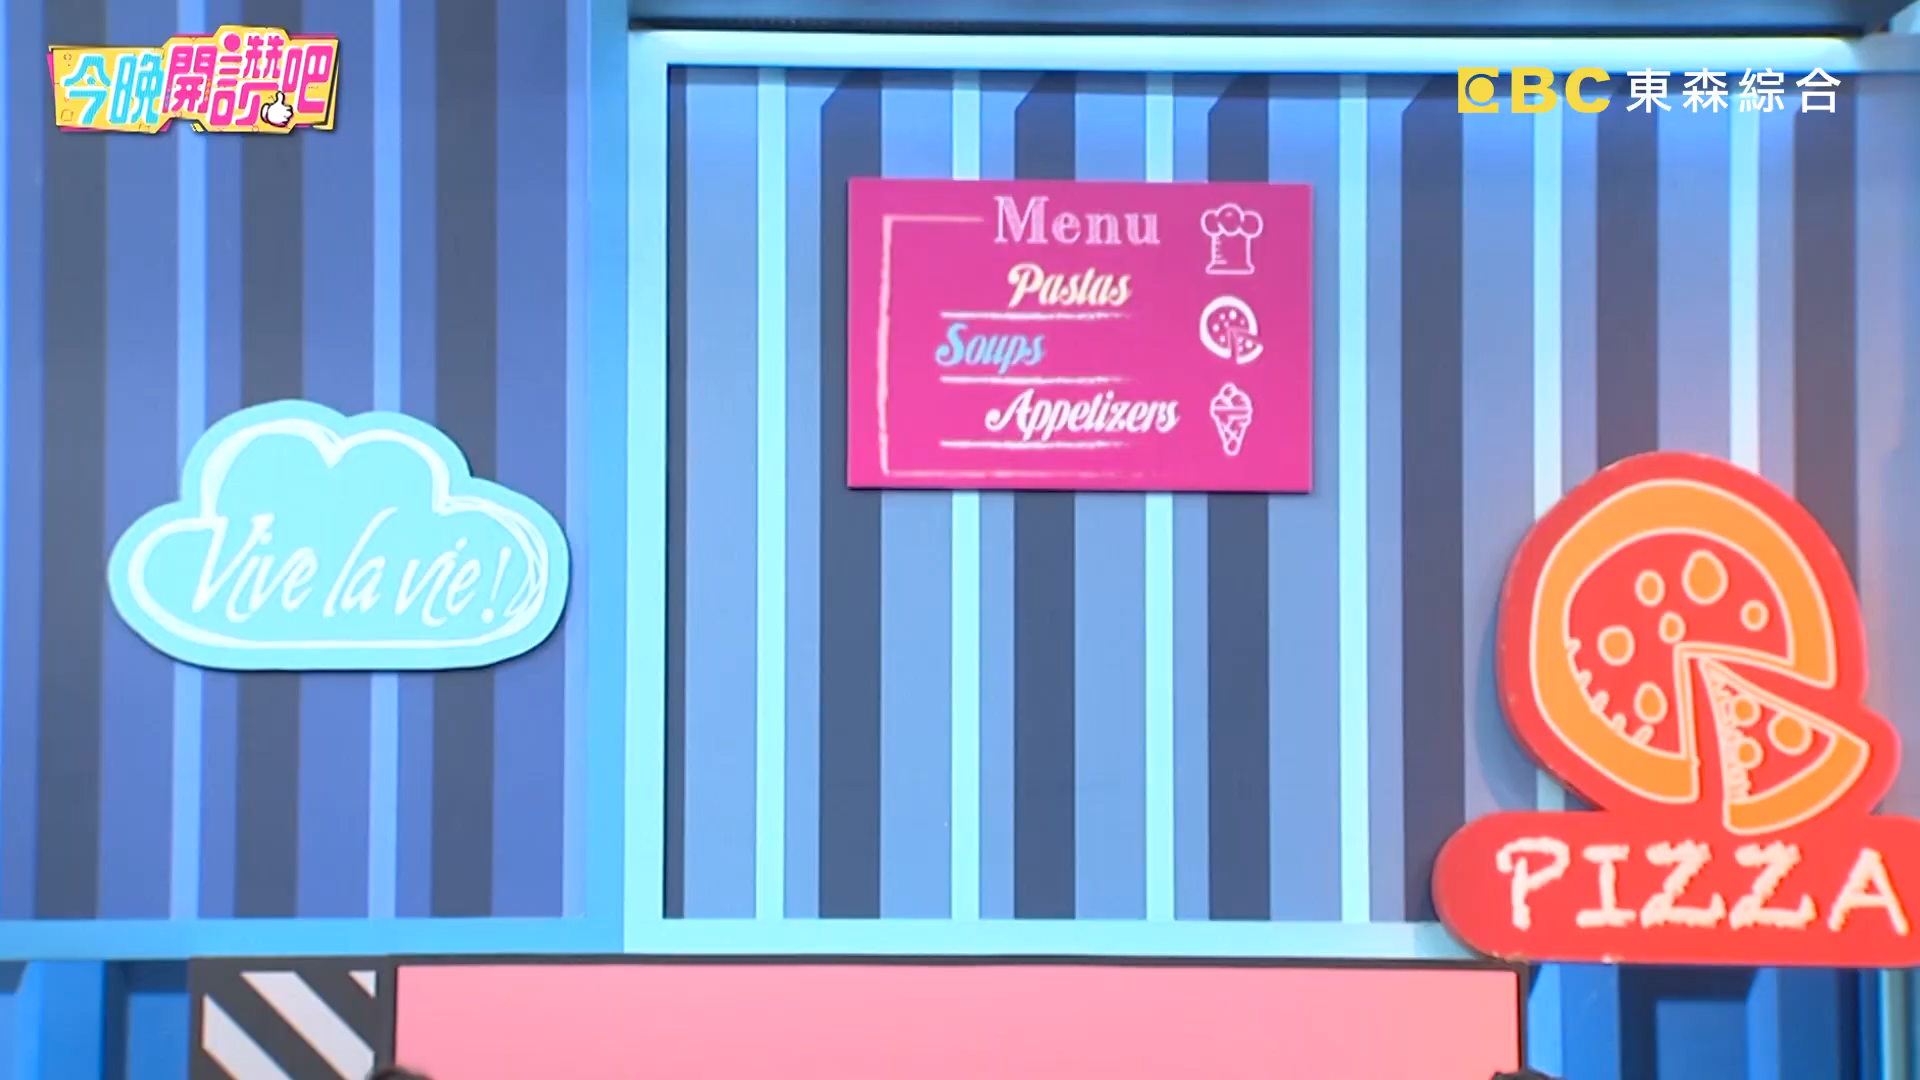 今晚開讚吧
EBC 東森綜合
Menu
Pastas
Soups
Appetizers
Vive la vie!
PIZZA